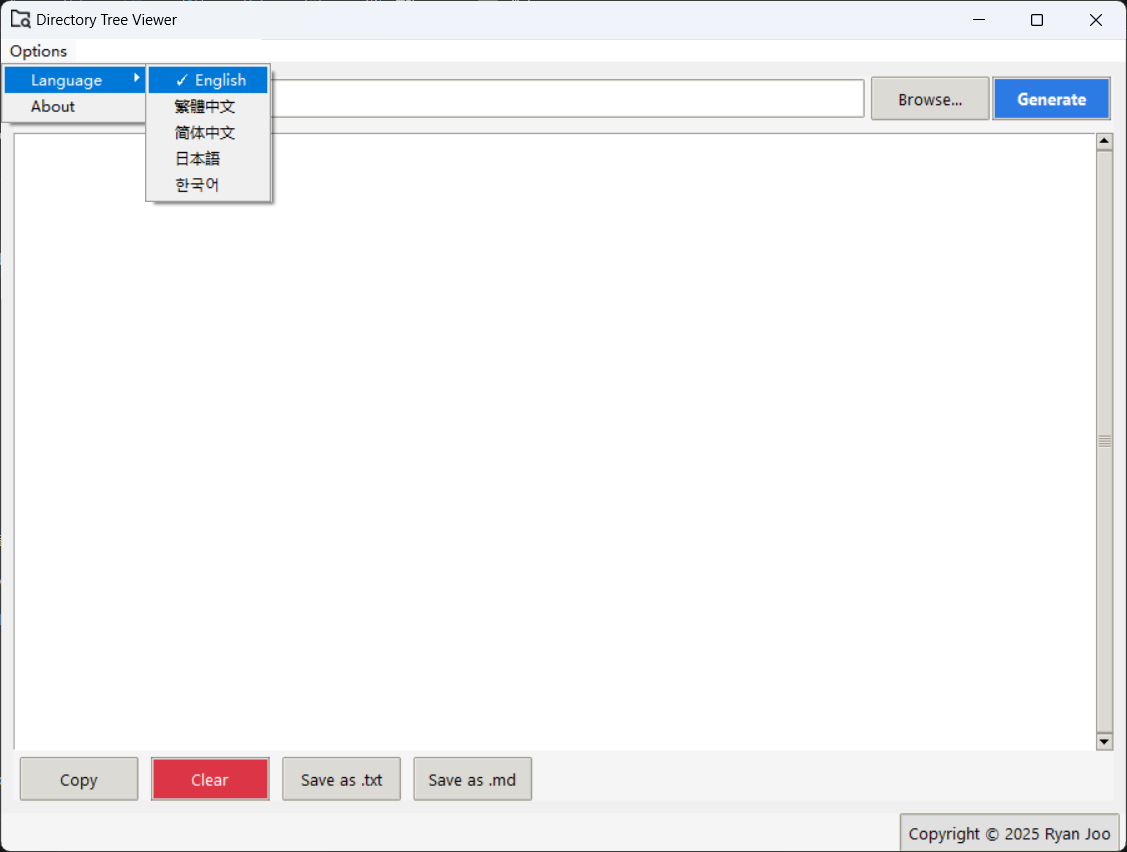 Directory Tree Viewer
Options
Language
✓ English
Browse...
Generate
About
繁體中文
简体中文
日本語
한국어
Copy
Clear
Save as .txt
Save as .md
Copyright © 2025 Ryan Joo